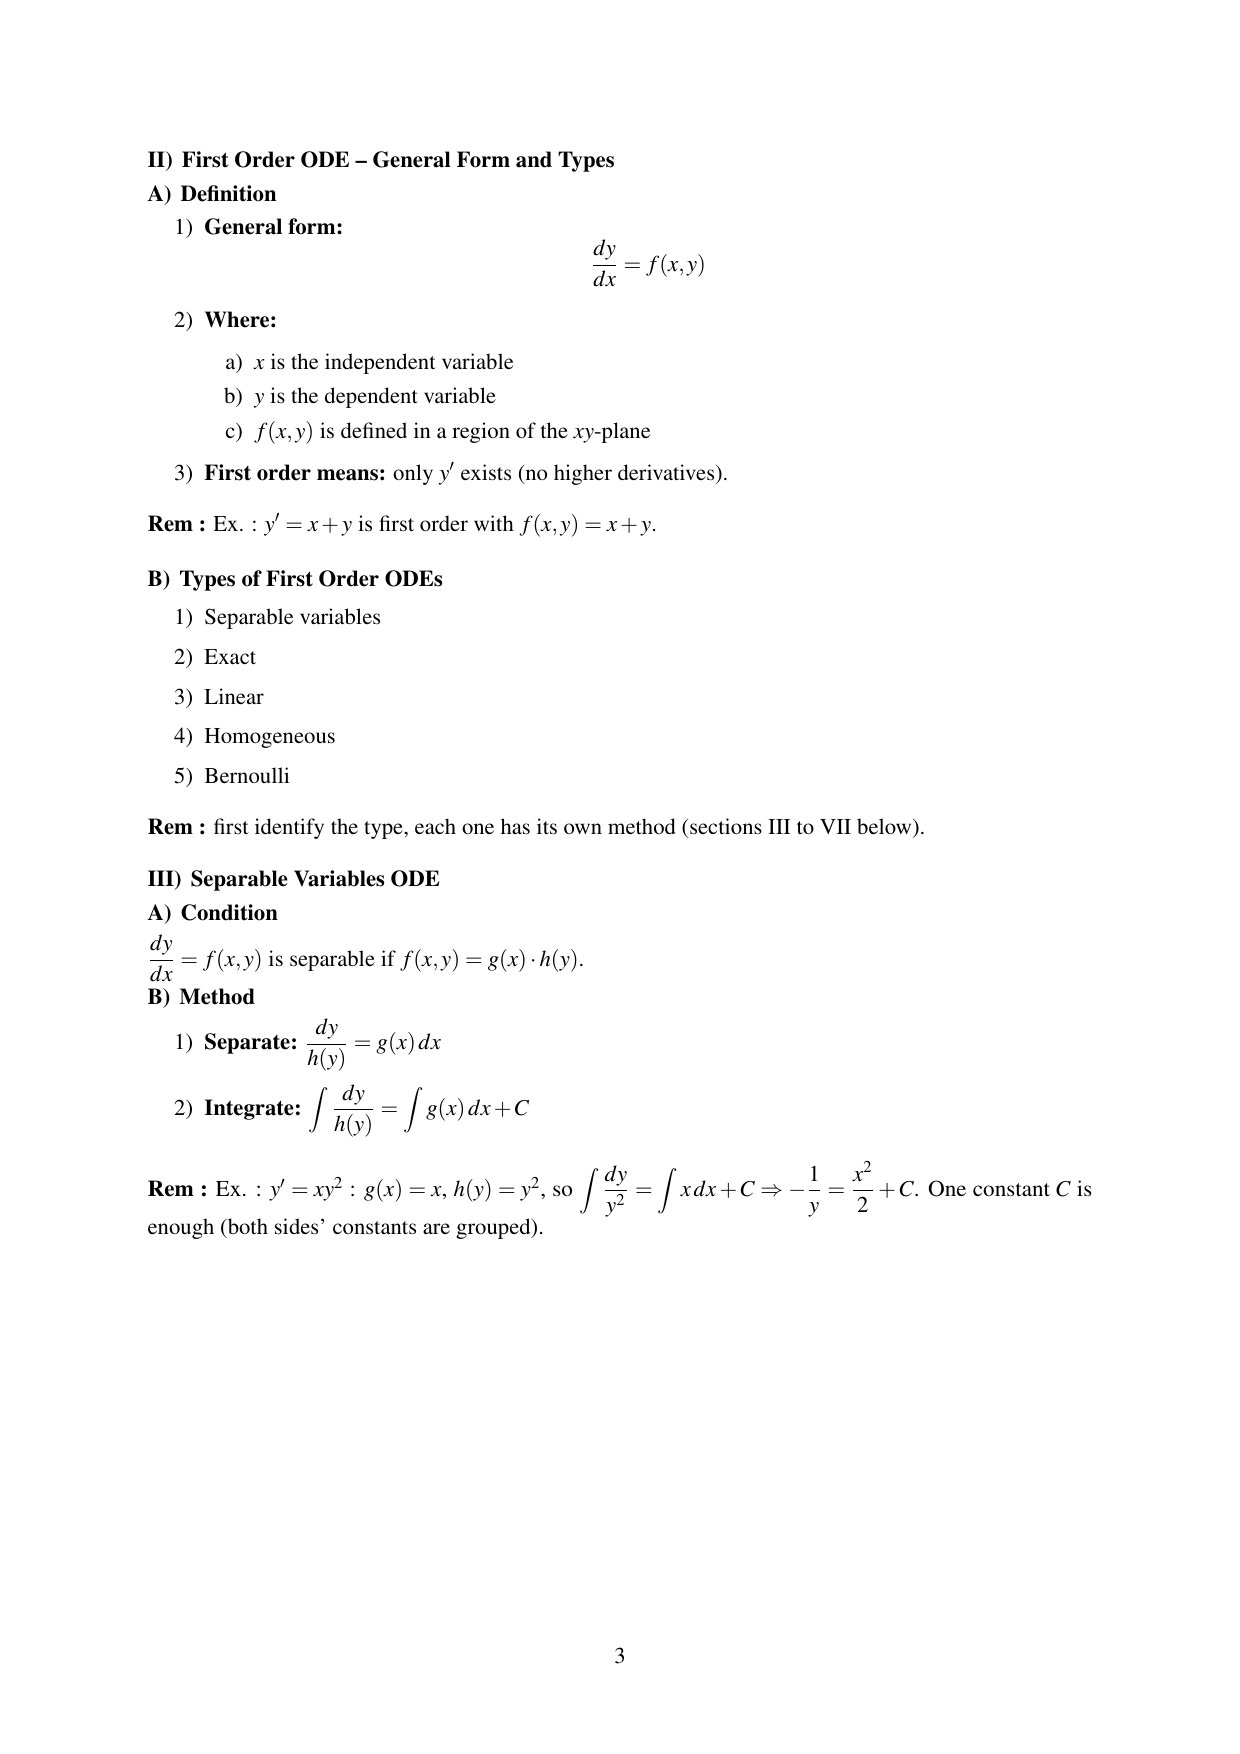 II) First Order ODE – General Form and Types
A) Definition
1) General form:
dy/dx = f(x,y)
2) Where:
a) x is the independent variable
b) y is the dependent variable
c) f(x,y) is defined in a region of the xy-plane
3) First order means: only y′ exists (no higher derivatives).
Rem : Ex. : y′ = x+y is first order with f(x,y) = x+y.
B) Types of First Order ODEs
1) Separable variables
2) Exact
3) Linear
4) Homogeneous
5) Bernoulli
Rem : first identify the type, each one has its own method (sections III to VII below).
III) Separable Variables ODE
A) Condition
dy/dx = f(x,y) is separable if f(x,y) = g(x)·h(y).
B) Method
1) Separate: dy/h(y) = g(x)dx
2) Integrate: ∫ dy/h(y) = ∫ g(x)dx+C
Rem : Ex. : y′ = xy² : g(x) = x, h(y) = y², so ∫ dy/y² = ∫ xdx+C ⇒ −1/y = x²/2 +C. One constant C is
enough (both sides’ constants are grouped).
3